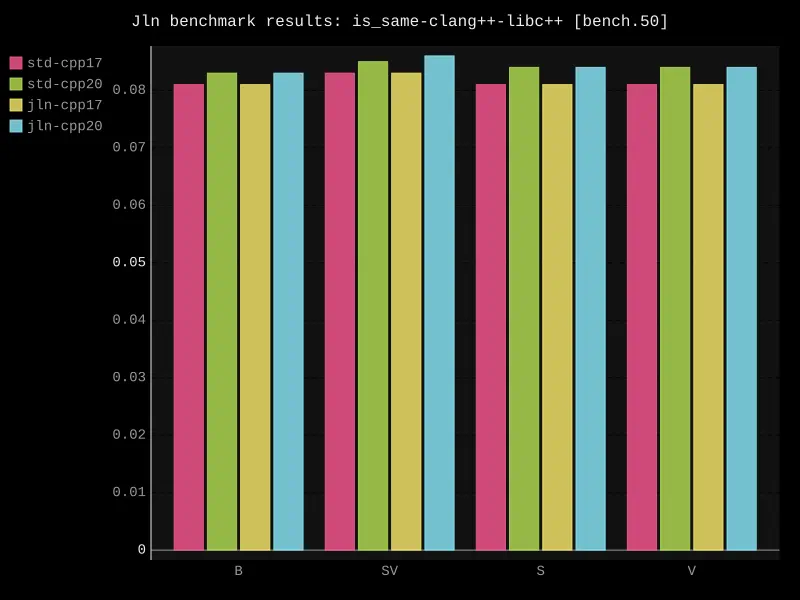 Jln benchmark results: is_same-clang++-libc++ [bench.50]
std-cpp17
std-cpp20
jln-cpp17
jln-cpp20
0.08
0.07
0.06
0.05
0.04
0.03
0.02
0.01
0
B SV S V